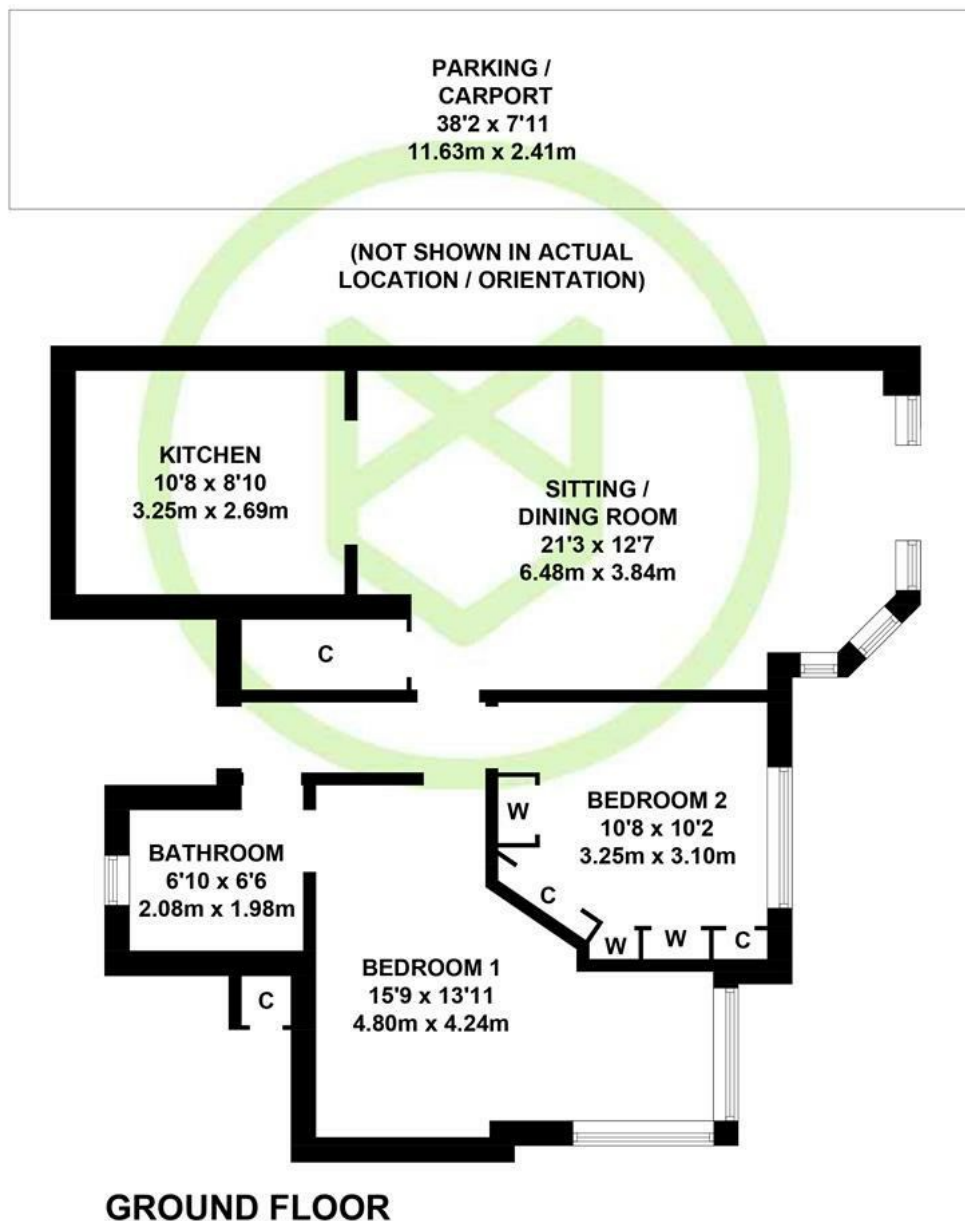 PARKING /
CARPORT
38'2 x 7'11
11.63m x 2.41m
(NOT SHOWN IN ACTUAL
LOCATION / ORIENTATION)
KITCHEN
10'8 x 8'10
3.25m x 2.69m
SITTING /
DINING ROOM
21'3 x 12'7
6.48m x 3.84m
C
W
BEDROOM 2
10'8 x 10'2
3.25m x 3.10m
BATHROOM
6'10 x 6'6
2.08m x 1.98m
C
W
W
C
BEDROOM 1
15'9 x 13'11
4.80m x 4.24m
C
GROUND FLOOR